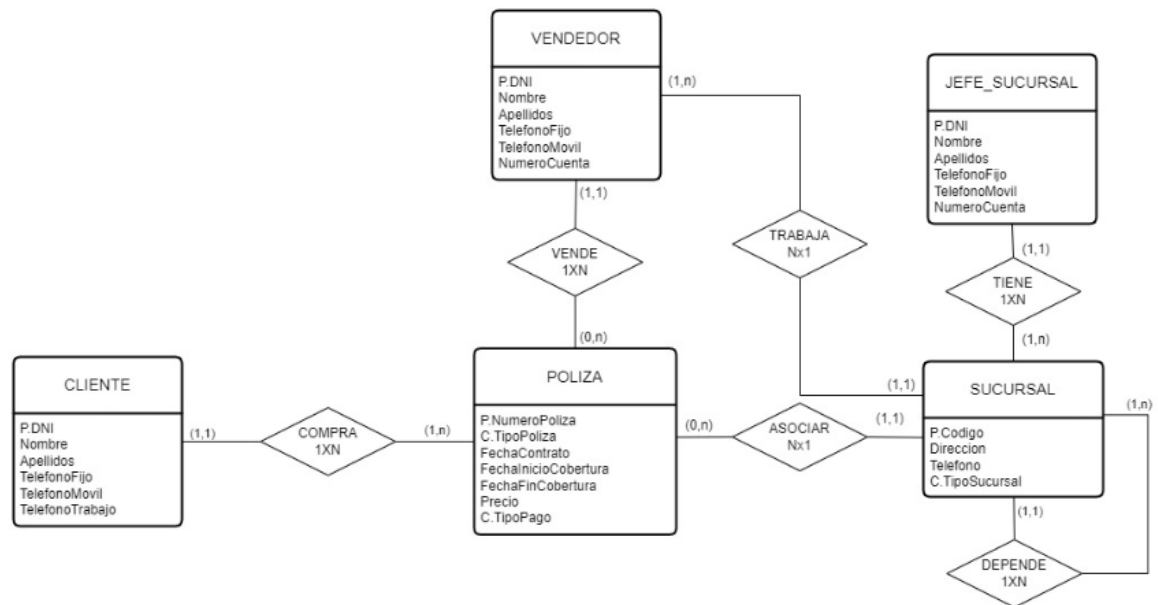 VENDEDOR
P.DNI
Nombre
Apellidos
TelefonoFijo
TelefonoMovil
NumeroCuenta
(1,n)
(1,1)
VENDE
1XN
(0,n)
TRABAJA
Nx1
(1,1)
JEFE_SUCURSAL
P.DNI
Nombre
Apellidos
TelefonoFijo
TelefonoMovil
NumeroCuenta
(1,1)
TIENE
1XN
(1,n)
CLIENTE
P.DNI
Nombre
Apellidos
TelefonoFijo
TelefonoMovil
TelefonoTrabajo
(1,1)
COMPRA
1XN
(1,n)
POLIZA
P.NumeroPoliza
C.TipoPoliza
FechaContrato
FechaInicioCobertura
FechaFinCobertura
Precio
C.TipoPago
(0,n)
ASOCIAR
Nx1
(1,1)
SUCURSAL
P.Codigo
Direccion
Telefono
C.TipoSucursal
(1,n)
(1,1)
DEPENDE
1XN